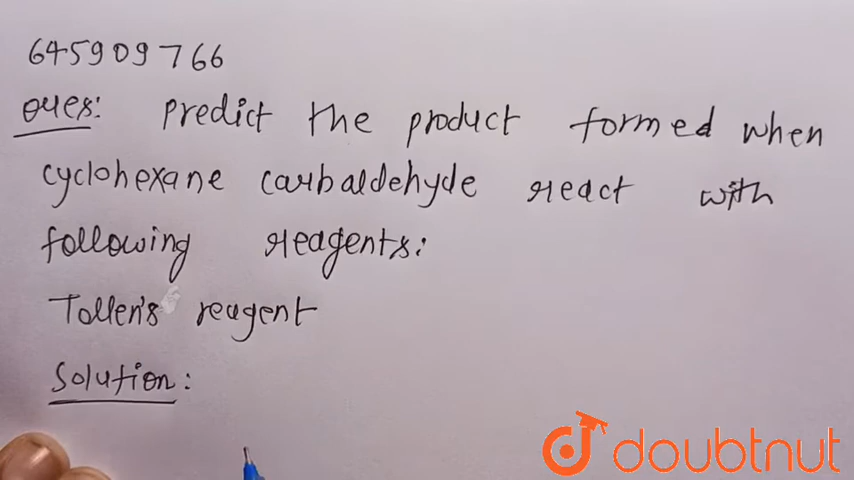 645909766
Ques: Predict the product formed when
cyclohexane carbaldehyde react with
following reagents:
Tollen's reagent
Solution:
doubtnut